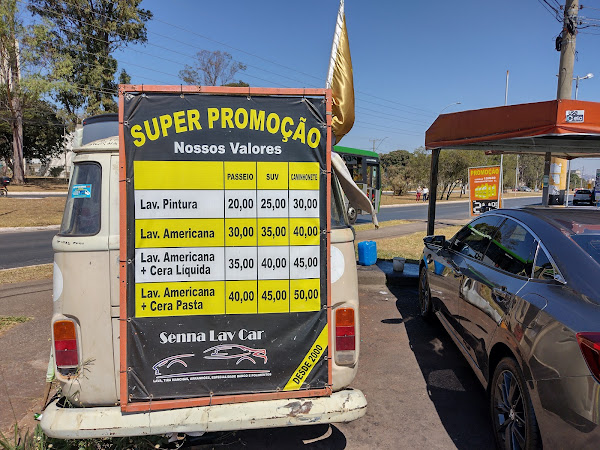 SUPER PROMOÇÃO
Nossos Valores
PASSEIO SUV CAMINHONETE
Lav. Pintura 20,00 25,00 30,00
Lav. Americana 30,00 35,00 40,00
Lav. Americana + Cera Líquida 35,00 40,00 45,00
Lav. Americana + Cera Pasta 40,00 45,00 50,00
Senna Lav Car
DESDE 2000
PROMOÇÃO